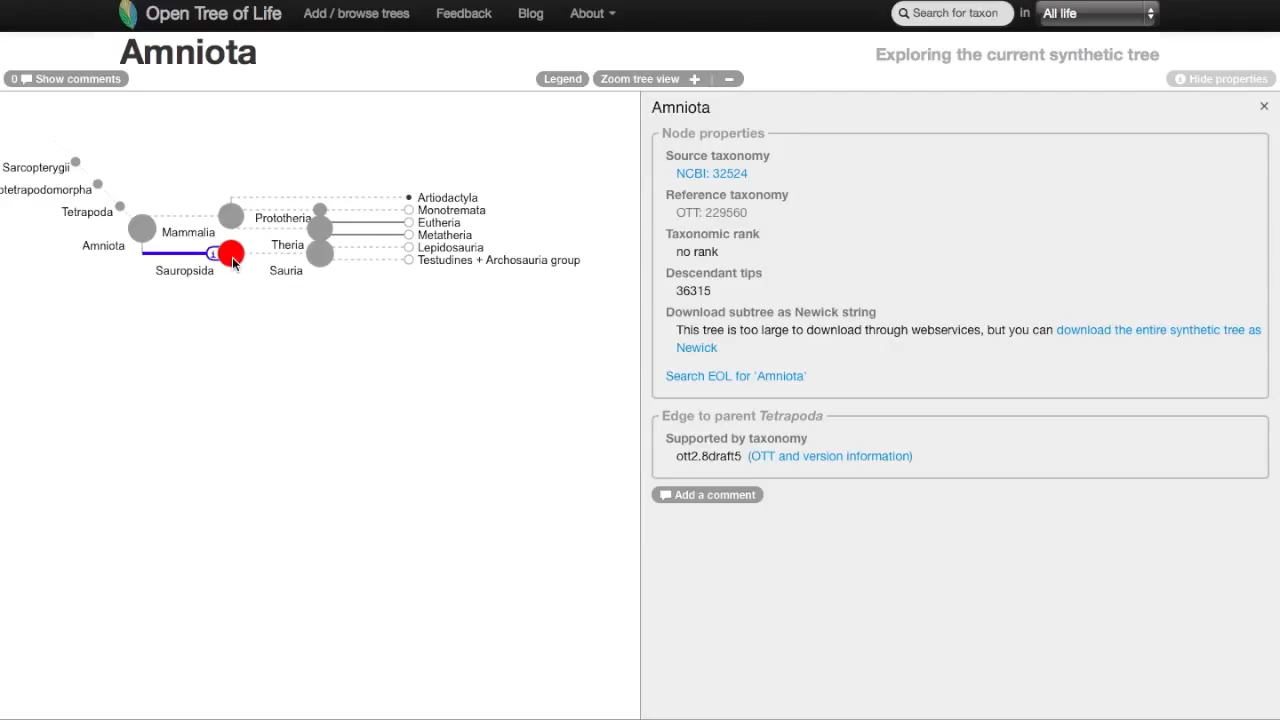 Open Tree of Life Add / browse trees Feedback Blog About Search for taxon in All life
Amniota
Exploring the current synthetic tree
0 Show comments Legend Zoom tree view + | − Hide properties
Sarcopterygii
otetrapodomorpha
Tetrapoda
Amniota
Mammalia
Sauropsida
Prototheria
Theria
Sauria
Artiodactyla
Monotremata
Eutheria
Metatheria
Lepidosauria
Testudines + Archosauria group
Amniota ×
Node properties
Source taxonomy
NCBI: 32524
Reference taxonomy
OTT: 229560
Taxonomic rank
no rank
Descendant tips
36315
Download subtree as Newick string
This tree is too large to download through webservices, but you can download the entire synthetic tree as
Newick
Search EOL for 'Amniota'
Edge to parent Tetrapoda
Supported by taxonomy
ott2.8draft5 (OTT and version information)
Add a comment